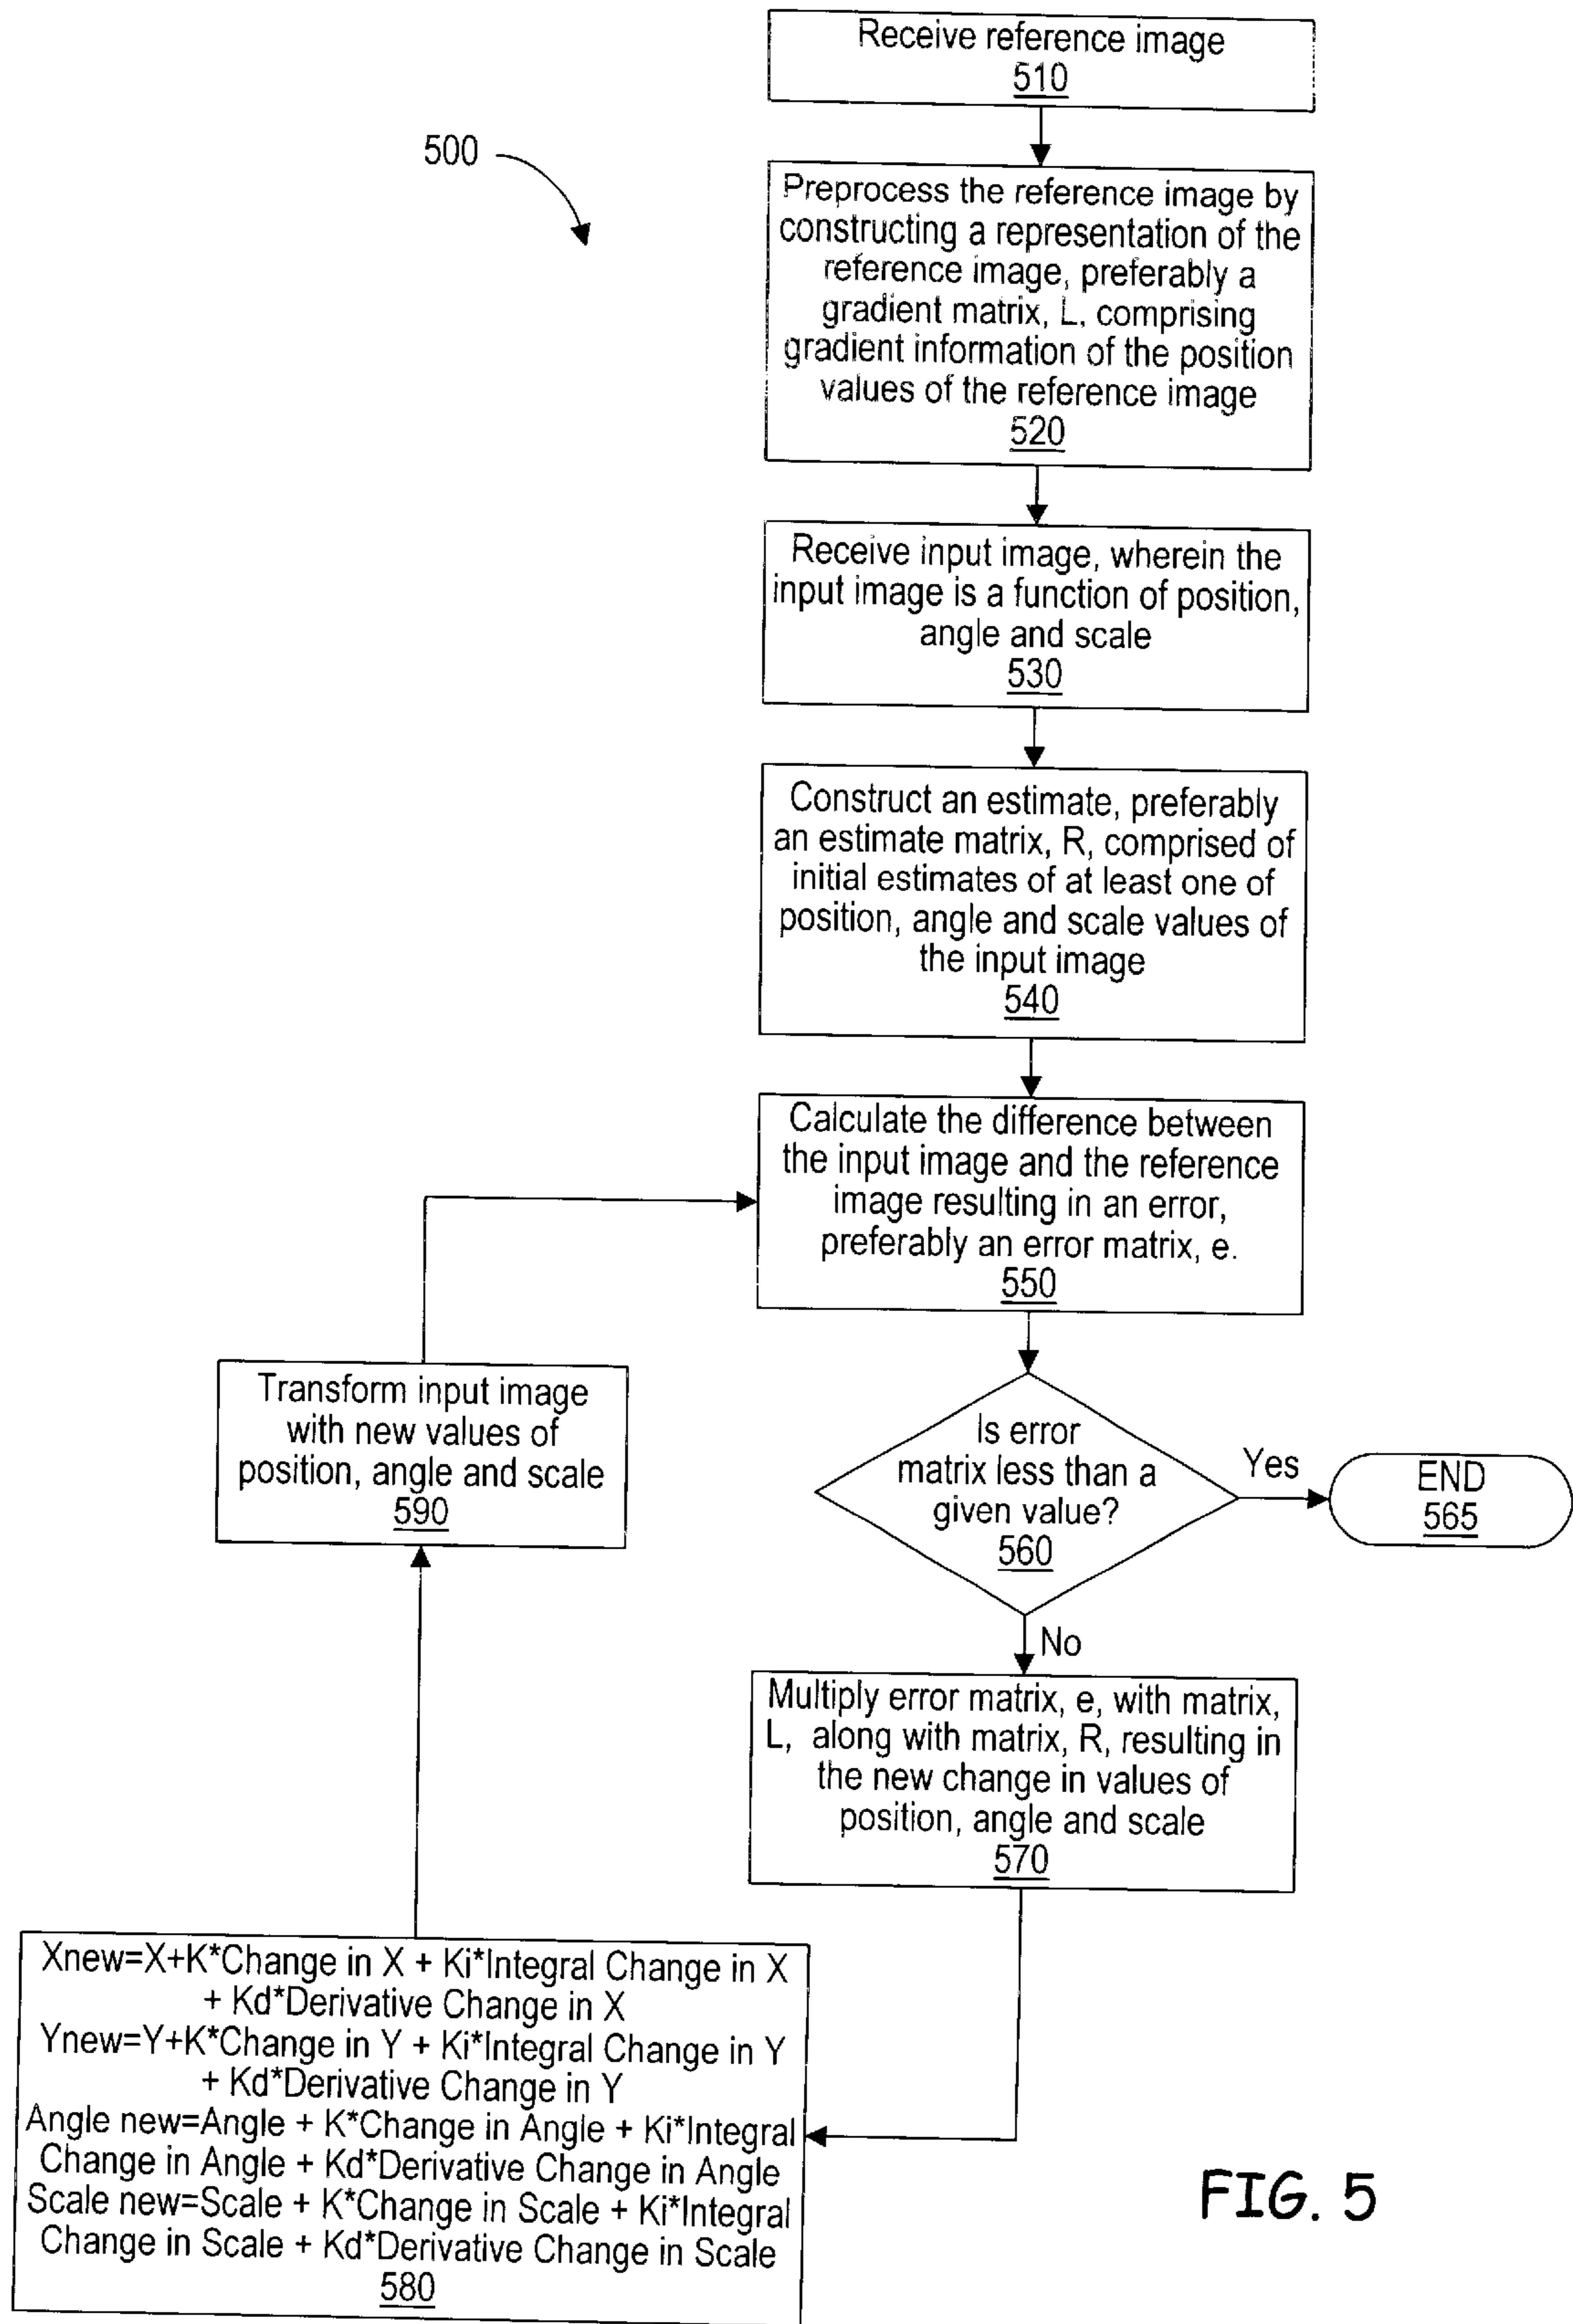 Receive reference image
510
500
Preprocess the reference image by
constructing a representation of the
reference image, preferably a
gradient matrix, L, comprising
gradient information of the position
values of the reference image
520
Receive input image, wherein the
input image is a function of position,
angle and scale
530
Construct an estimate, preferably
an estimate matrix, R, comprised of
initial estimates of at least one of
position, angle and scale values of
the input image
540
Calculate the difference between
the input image and the reference
image resulting in an error,
preferably an error matrix, e.
550
Is error
matrix less than a
given value?
560
Yes
END
565
No
Multiply error matrix, e, with matrix,
L, along with matrix, R, resulting in
the new change in values of
position, angle and scale
570
Xnew=X+K*Change in X + Ki*Integral Change in X
+ Kd*Derivative Change in X
Ynew=Y+K*Change in Y + Ki*Integral Change in Y
+ Kd*Derivative Change in Y
Angle new=Angle + K*Change in Angle + Ki*Integral
Change in Angle + Kd*Derivative Change in Angle
Scale new=Scale + K*Change in Scale + Ki*Integral
Change in Scale + Kd*Derivative Change in Scale
580
Transform input image
with new values of
position, angle and scale
590
FIG. 5